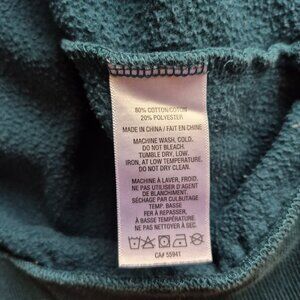 80% COTTON/COTON
20% POLYESTER
MADE IN CHINA / FAIT EN CHINE
MACHINE WASH, COLD.
DO NOT BLEACH.
TUMBLE DRY, LOW.
IRON, AT LOW TEMPERATURE.
DO NOT DRY CLEAN.
MACHINE À LAVER, FROID.
NE PAS UTILISER D'AGENT
DE BLANCHIMENT.
SÉCHAGE PAR CULBUTAGE
TEMP. BASSE
FER À REPASSER,
À TEMP. BASSE
NE PAS NETTOYER À SEC.
CA# 55941